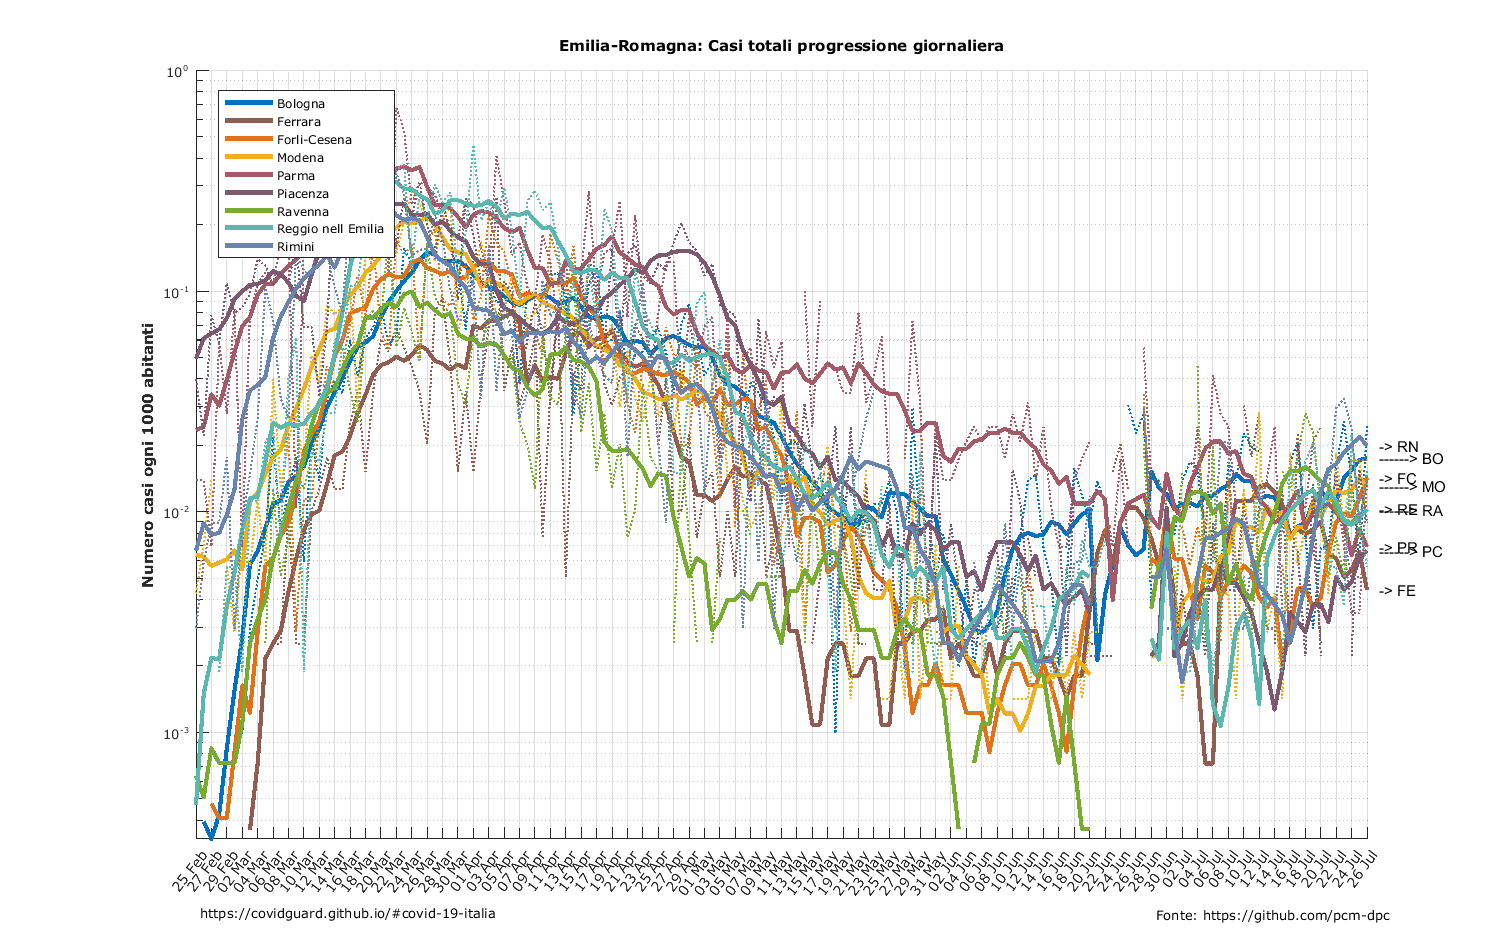 Emilia-Romagna: Casi totali progressione giornaliera
Numero casi ogni 1000 abitanti
10⁰
10⁻¹
10⁻²
10⁻³
Bologna
Ferrara
Forli-Cesena
Modena
Parma
Piacenza
Ravenna
Reggio nell Emilia
Rimini
-> RN
------> BO
-> FC
------> MO
-> RE
------> RA
-> PR
------> PC
-> FE
25 Feb
27 Feb
29 Feb
02 Mar
04 Mar
06 Mar
08 Mar
10 Mar
12 Mar
14 Mar
16 Mar
18 Mar
20 Mar
22 Mar
24 Mar
26 Mar
28 Mar
30 Mar
01 Apr
03 Apr
05 Apr
07 Apr
09 Apr
11 Apr
13 Apr
15 Apr
17 Apr
19 Apr
21 Apr
23 Apr
25 Apr
27 Apr
29 Apr
01 May
03 May
05 May
07 May
09 May
11 May
13 May
15 May
17 May
19 May
21 May
23 May
25 May
27 May
29 May
31 May
02 Jun
04 Jun
06 Jun
08 Jun
10 Jun
12 Jun
14 Jun
16 Jun
18 Jun
20 Jun
22 Jun
24 Jun
26 Jun
28 Jun
30 Jun
02 Jul
04 Jul
06 Jul
08 Jul
10 Jul
12 Jul
14 Jul
16 Jul
18 Jul
20 Jul
22 Jul
24 Jul
26 Jul
https://covidguard.github.io/#covid-19-italia
Fonte: https://github.com/pcm-dpc